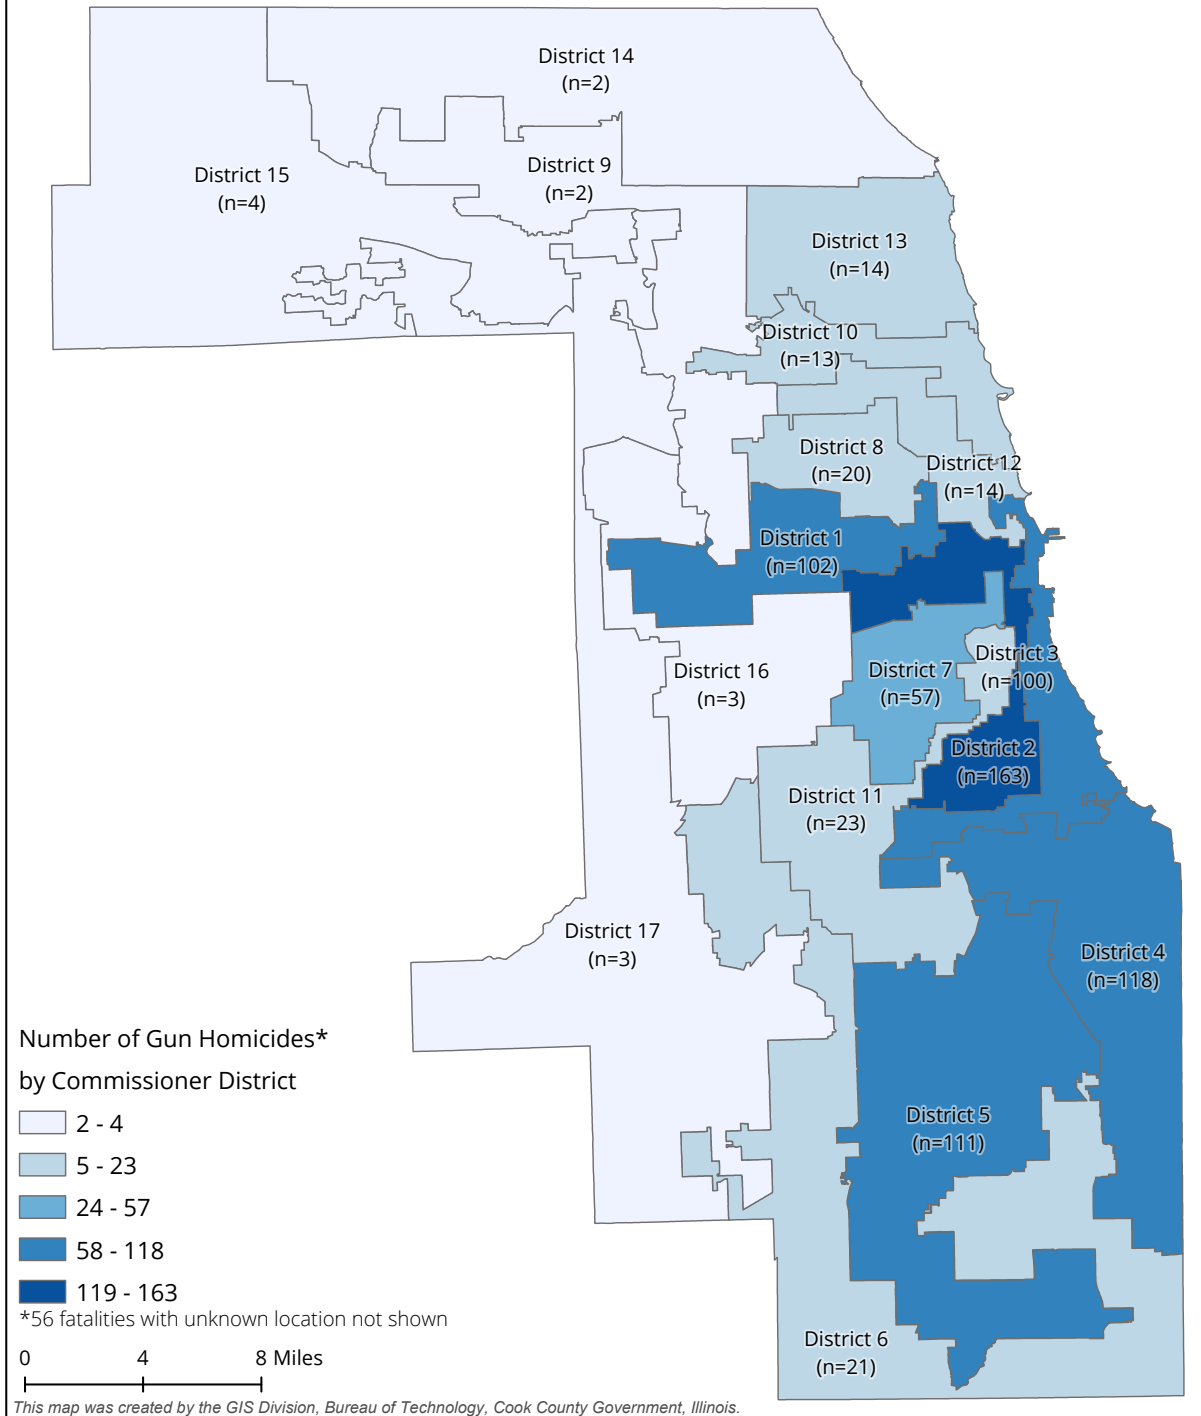 District 14
(n=2)
District 9
(n=2)
District 15
(n=4)
District 13
(n=14)
District 10
(n=13)
District 8
(n=20)
District 12
(n=14)
District 1
(n=102)
District 3
(n=100)
District 16
(n=3)
District 7
(n=57)
District 2
(n=163)
District 11
(n=23)
District 17
(n=3)
District 4
(n=118)
District 5
(n=111)
District 6
(n=21)
Number of Gun Homicides*
by Commissioner District
2 - 4
5 - 23
24 - 57
58 - 118
119 - 163
*56 fatalities with unknown location not shown
0 4 8 Miles
This map was created by the GIS Division, Bureau of Technology, Cook County Government, Illinois.